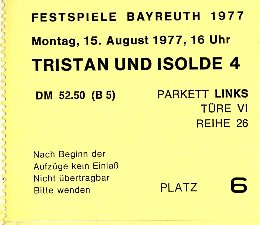 FESTSPIELE BAYREUTH 1977
Montag, 15. August 1977, 16 Uhr
TRISTAN UND ISOLDE 4
DM 52.50 (B 5)
PARKETT LINKS
TÜRE VI
REIHE 26
Nach Beginn der
Aufzüge kein Einlaß
Nicht übertragbar
Bitte wenden
PLATZ 6